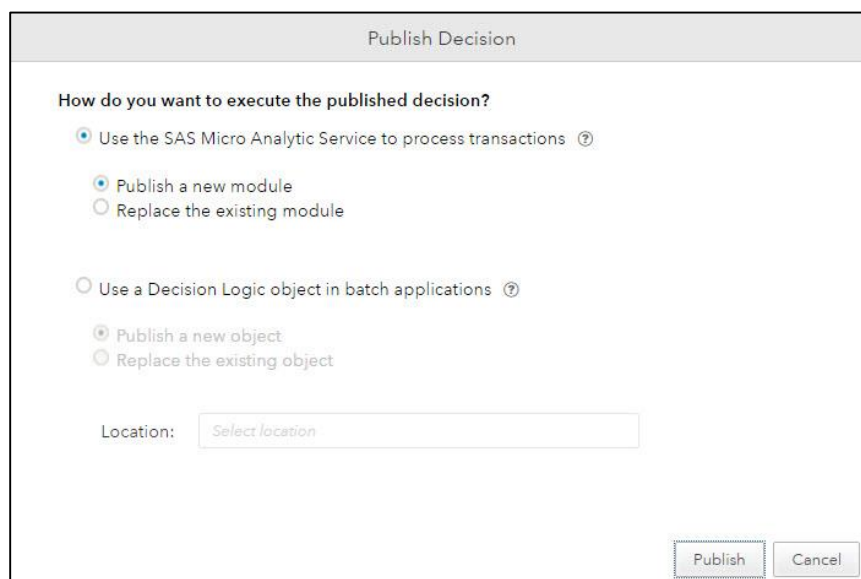 Publish Decision
How do you want to execute the published decision?
Use the SAS Micro Analytic Service to process transactions ?
Publish a new module
Replace the existing module
Use a Decision Logic object in batch applications ?
Publish a new object
Replace the existing object
Location: Select location
Publish Cancel